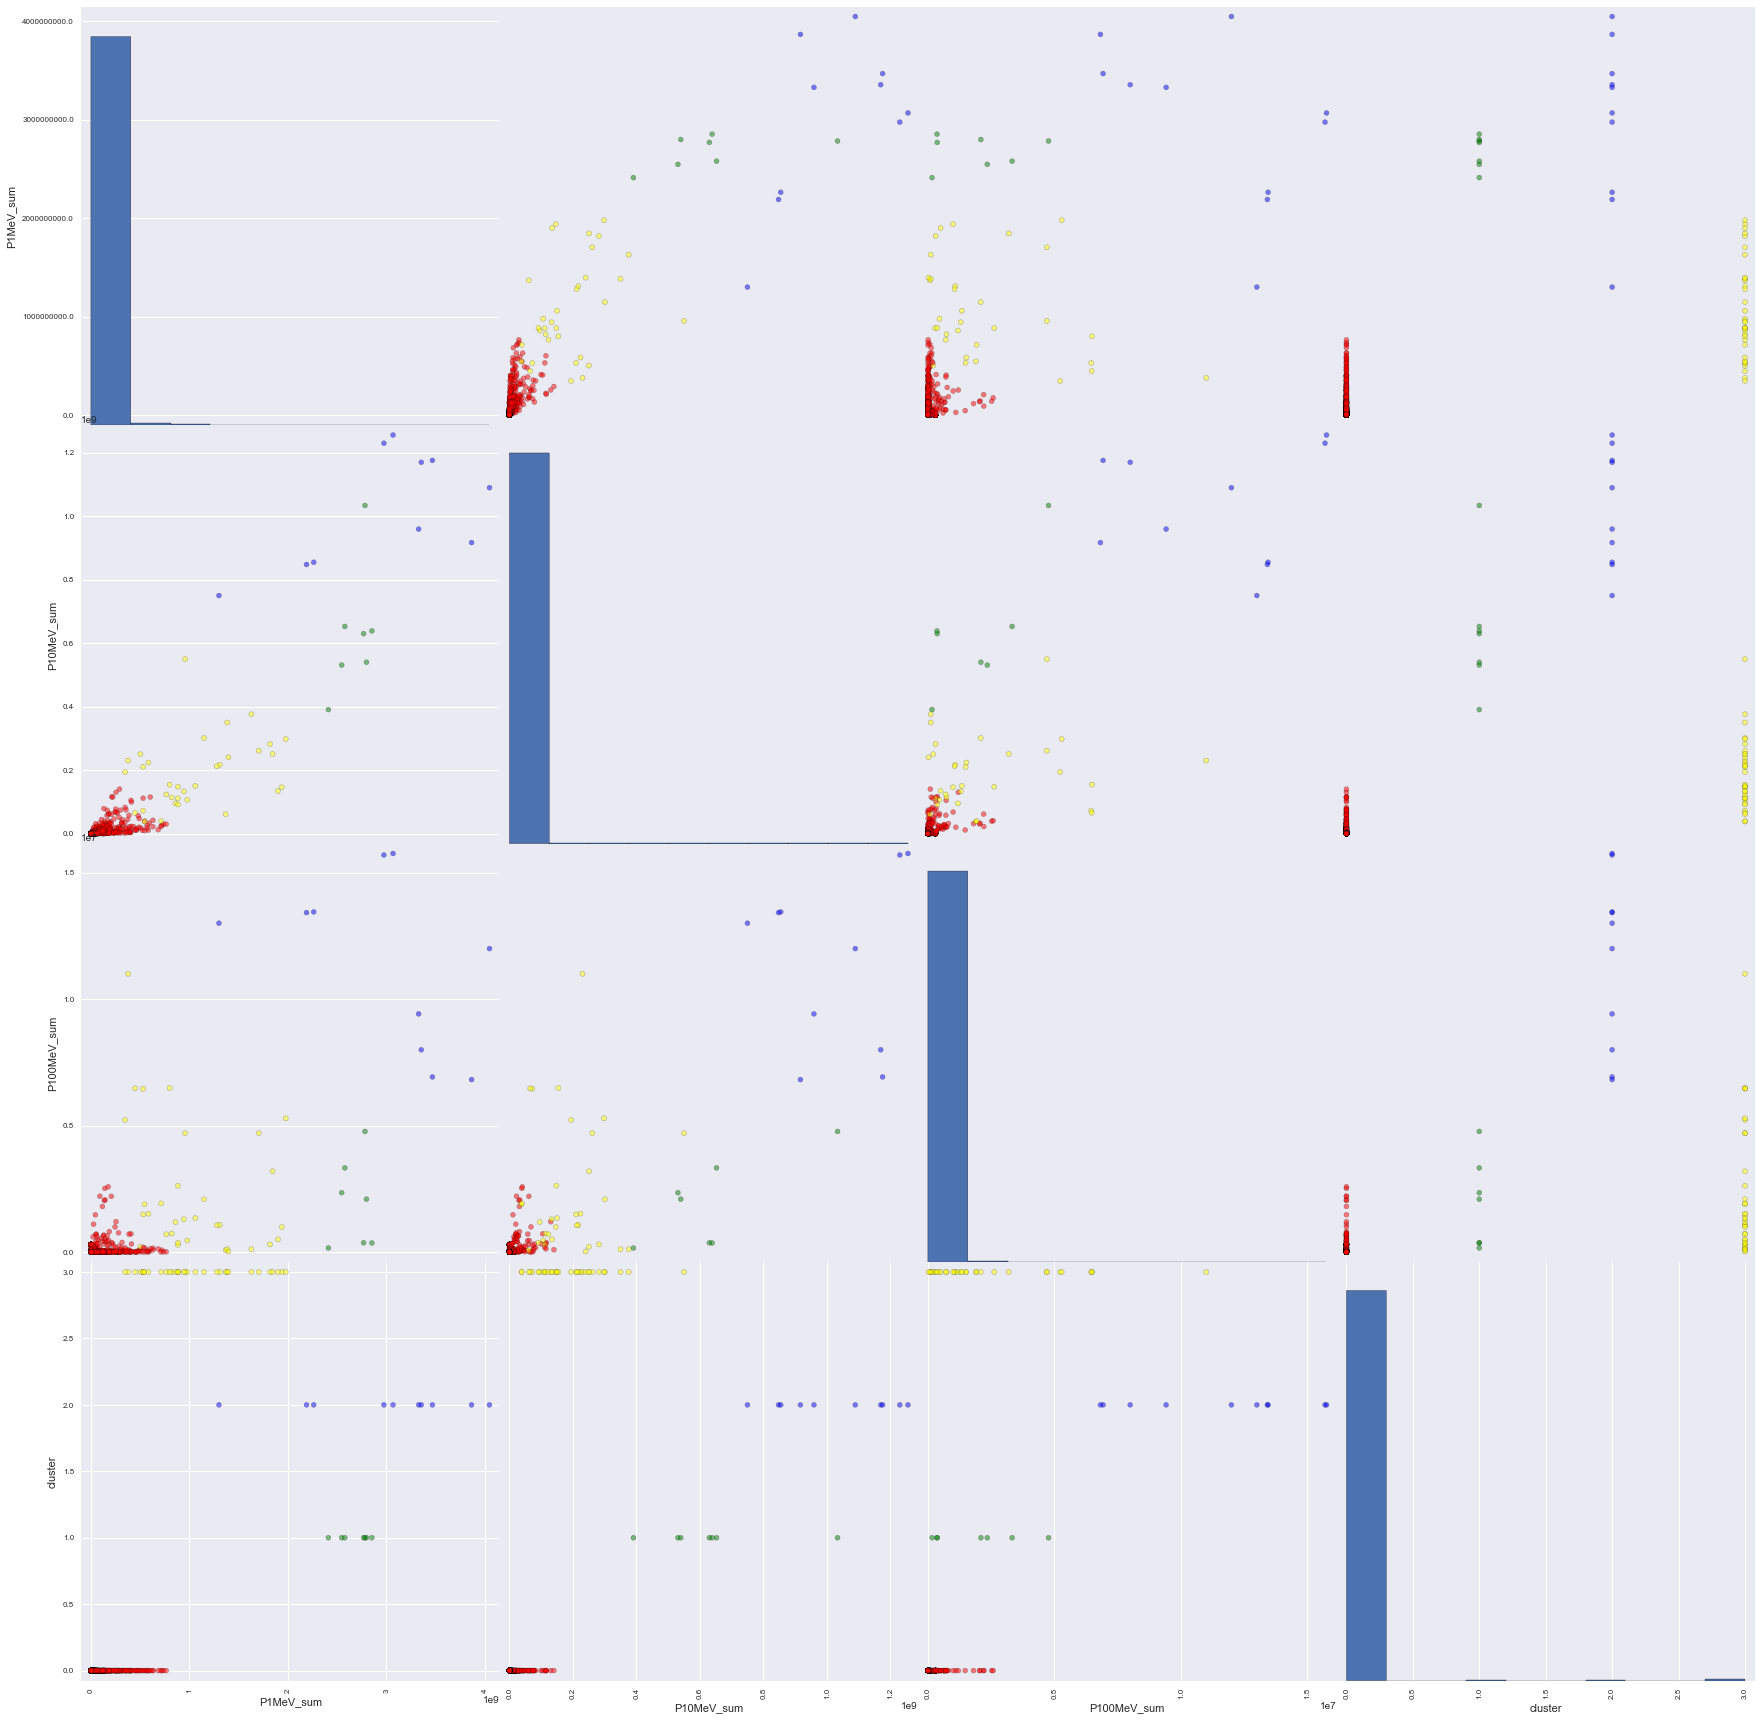 4000000000.0
3000000000.0
2000000000.0
1000000000.0
0.0
P1MeV_sum
1e9
1.2
1.0
0.8
0.6
0.4
0.2
0.0
P10MeV_sum
1e7
1.5
1.0
0.5
0.0
P100MeV_sum
3.0
2.5
2.0
1.5
1.0
0.5
0.0
cluster
0 1 2 3 4
P1MeV_sum
1e9
0.0 0.2 0.4 0.6 0.8 1.0 1.2
P10MeV_sum
1e9
0.0 0.5 1.0 1.5
P100MeV_sum
1e7
0.0 0.5 1.0 1.5 2.0 2.5 3.0
cluster